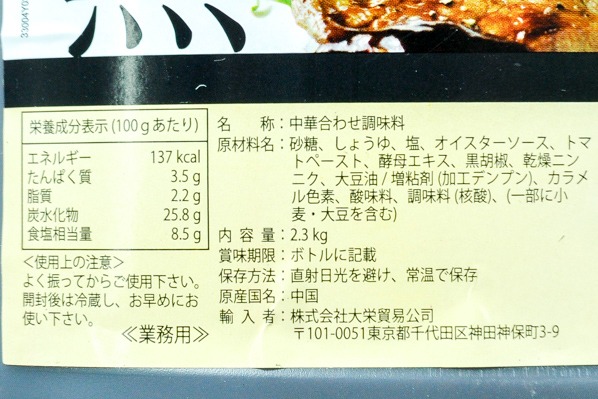 33004Y0
栄養成分表示(100gあたり)
エネルギー 137 kcal
たんぱく質 3.5 g
脂質 2.2 g
炭水化物 25.8 g
食塩相当量 8.5 g
<使用上の注意>
よく振ってからご使用下さい。
開封後は冷蔵し、お早めにお
使い下さい。
≪業務用≫
名 称:中華合わせ調味料
原材料名:砂糖、しょうゆ、塩、オイスターソース、トマ
トペースト、酵母エキス、黒胡椒、乾燥ニン
ニク、大豆油 / 増粘剤 (加工デンプン)、カラメ
ル色素、酸味料、調味料 (核酸)、(一部に小
麦・大豆を含む)
内 容 量:2.3 kg
賞味期限:ボトルに記載
保存方法:直射日光を避け、常温で保存
原産国名:中国
輸 入 者:株式会社大栄貿易公司
〒101-0051東京都千代田区神田神保町3-9